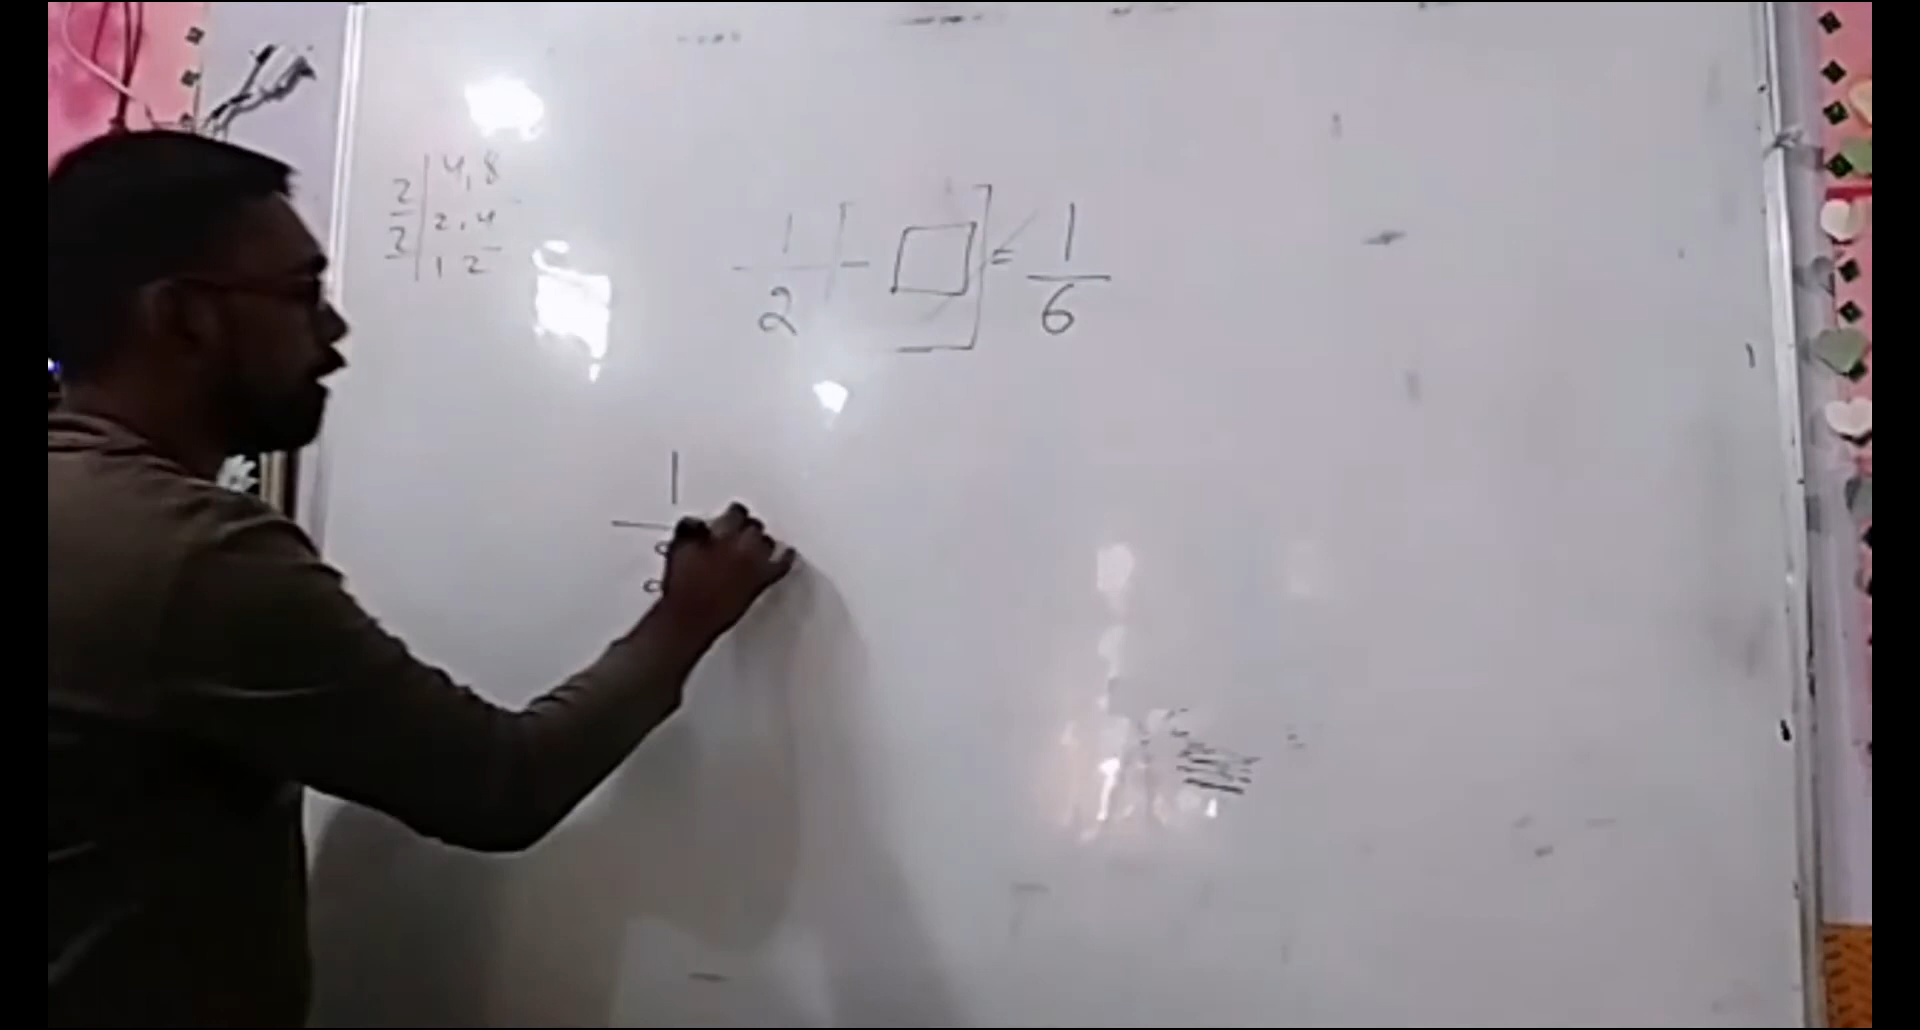 2 | 4, 8
2 | 2, 4
1 2
1/2 - □ = 1/6
1